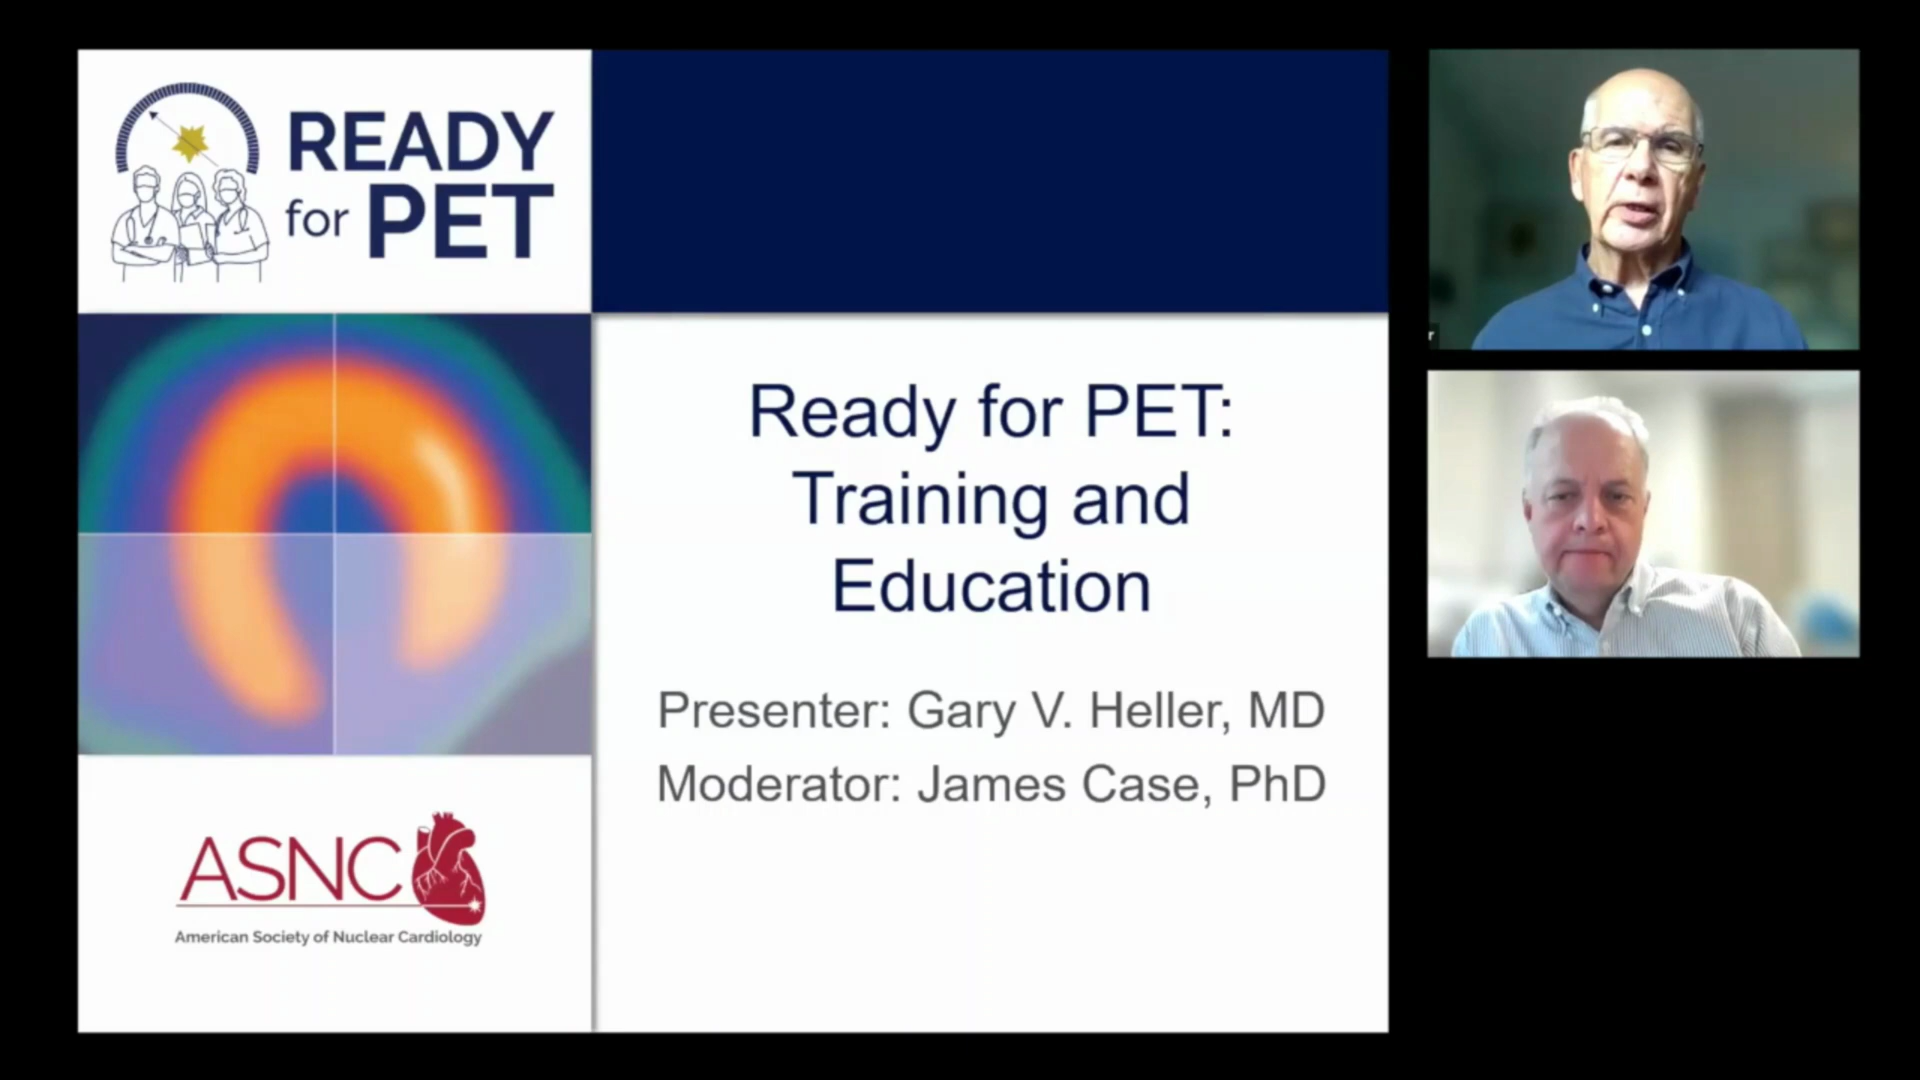 READY
for PET
Ready for PET:
Training and
Education
Presenter: Gary V. Heller, MD
Moderator: James Case, PhD
ASNC
American Society of Nuclear Cardiology
r